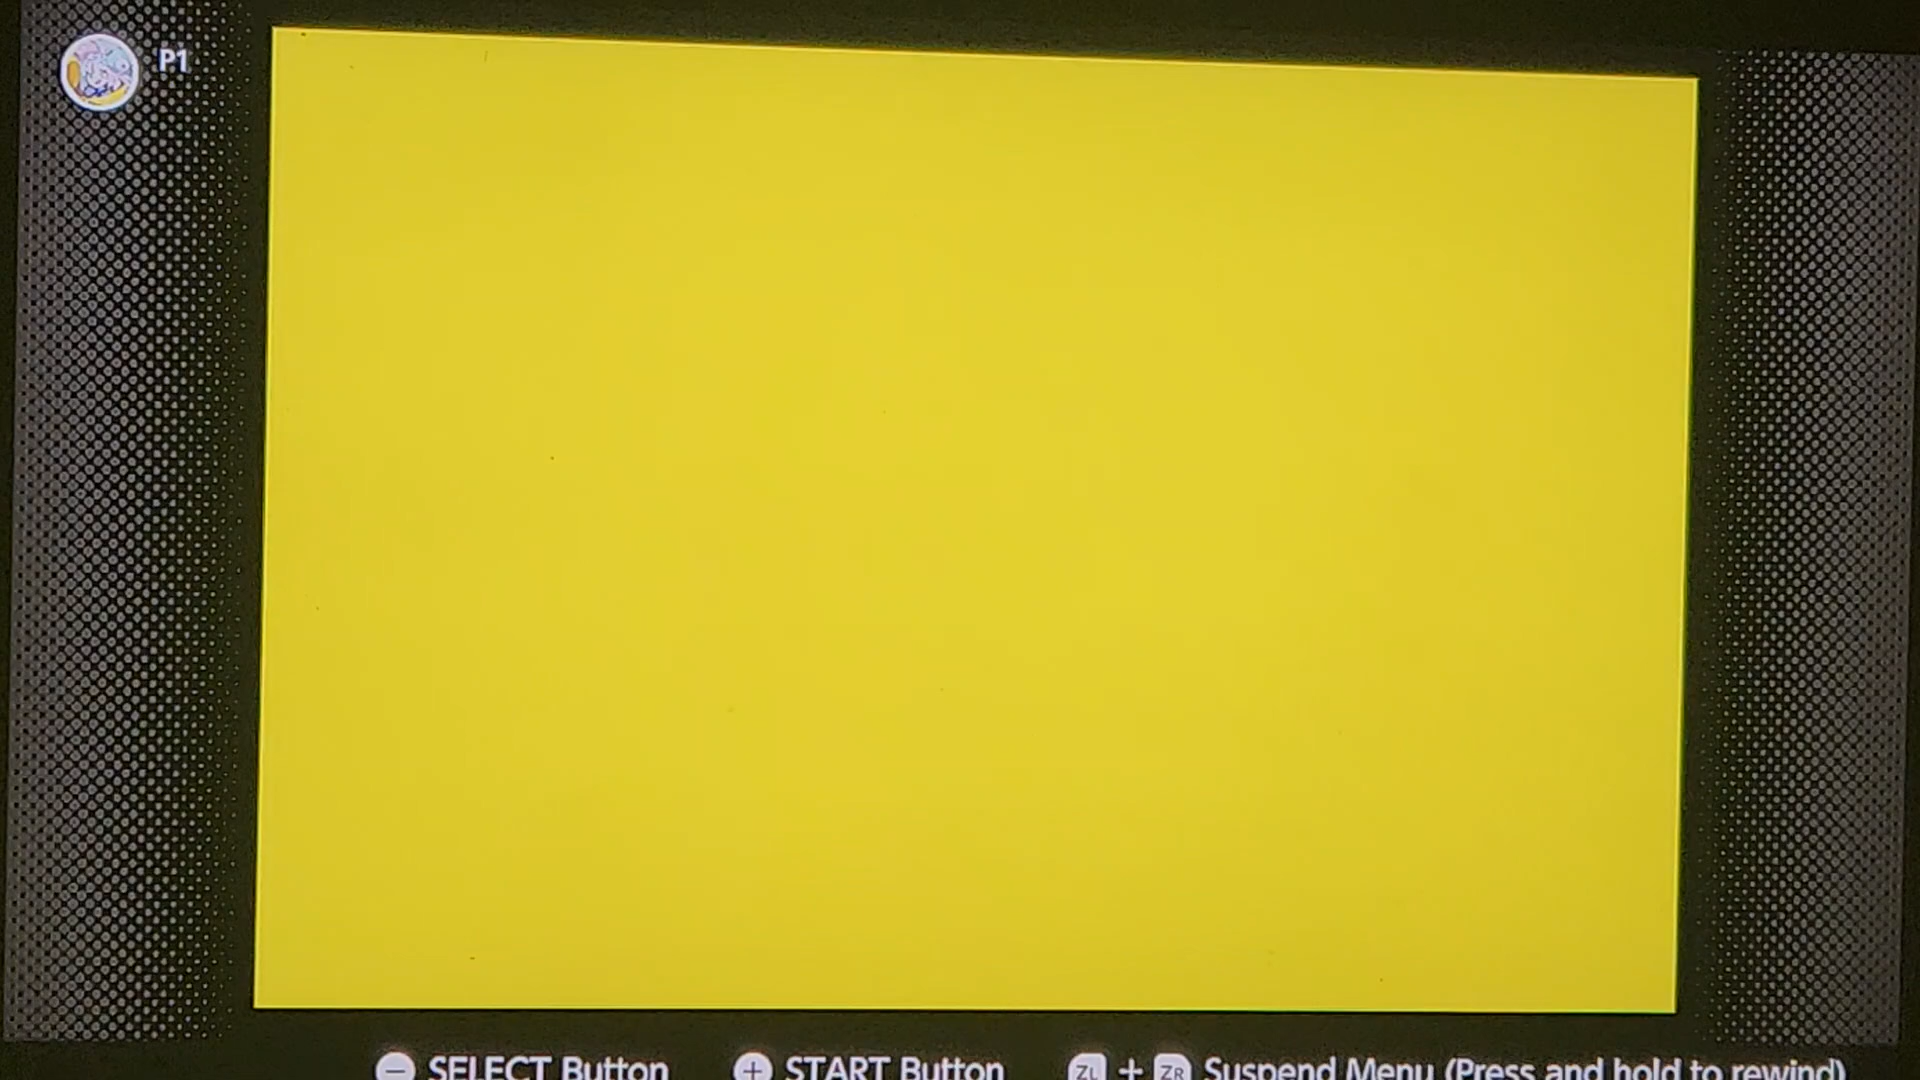 P1
SELECT Button START Button ZL + ZR Suspend Menu (Press and hold to rewind)